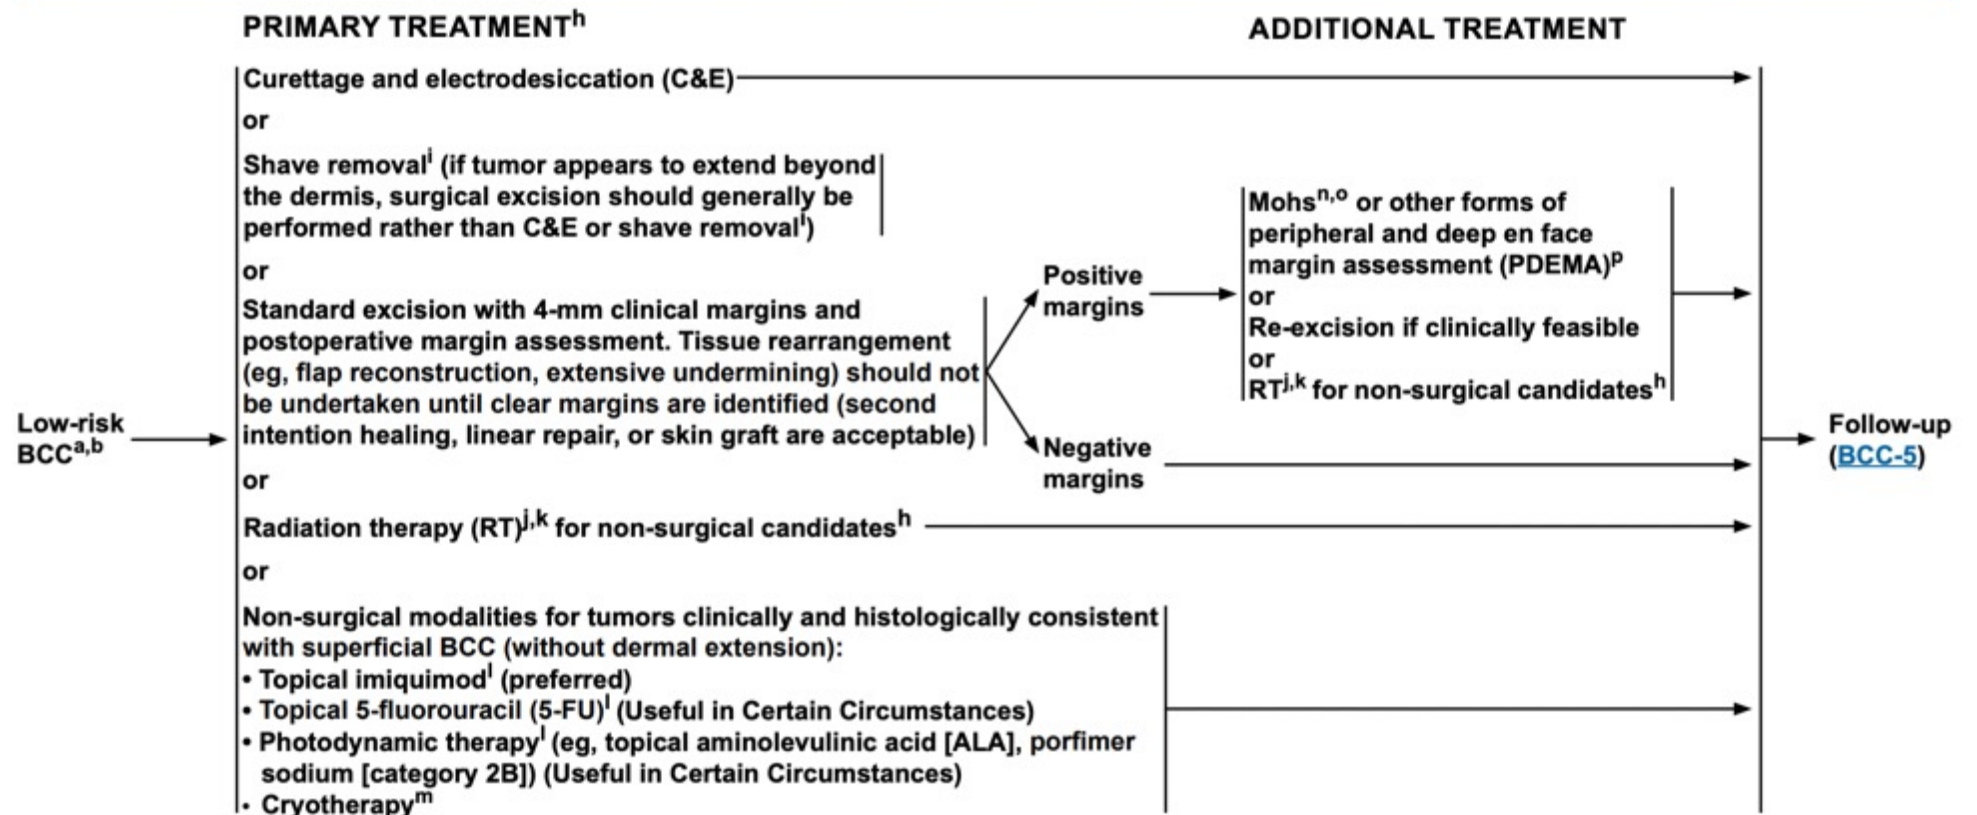 PRIMARY TREATMENTh
ADDITIONAL TREATMENT
Curettage and electrodesiccation (C&E)
or
Shave removali (if tumor appears to extend beyond
the dermis, surgical excision should generally be
performed rather than C&E or shave removali)
or
Standard excision with 4-mm clinical margins and
postoperative margin assessment. Tissue rearrangement
(eg, flap reconstruction, extensive undermining) should not
be undertaken until clear margins are identified (second
intention healing, linear repair, or skin graft are acceptable)
or
Radiation therapy (RT)j,k for non-surgical candidatesh
or
Non-surgical modalities for tumors clinically and histologically consistent
with superficial BCC (without dermal extension):
• Topical imiquimodl (preferred)
• Topical 5-fluorouracil (5-FU)l (Useful in Certain Circumstances)
• Photodynamic therapyl (eg, topical aminolevulinic acid [ALA], porfimer
sodium [category 2B]) (Useful in Certain Circumstances)
• Cryotherapym
Low-risk
BCCa,b
Positive
margins
Negative
margins
Mohsn,o or other forms of
peripheral and deep en face
margin assessment (PDEMA)p
or
Re-excision if clinically feasible
or
RTj,k for non-surgical candidatesh
Follow-up
(BCC-5)